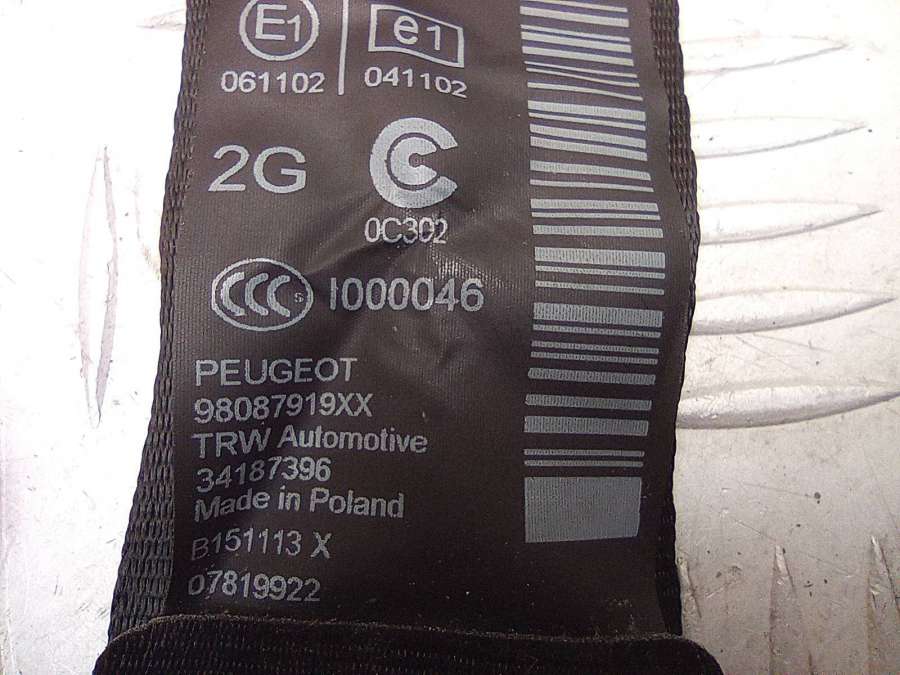 E1 e1
061102 041102
2G C
0C302
CCC S I000046
PEUGEOT
98087919XX
TRW Automotive
34187396
Made in Poland
B151113 X
07819922